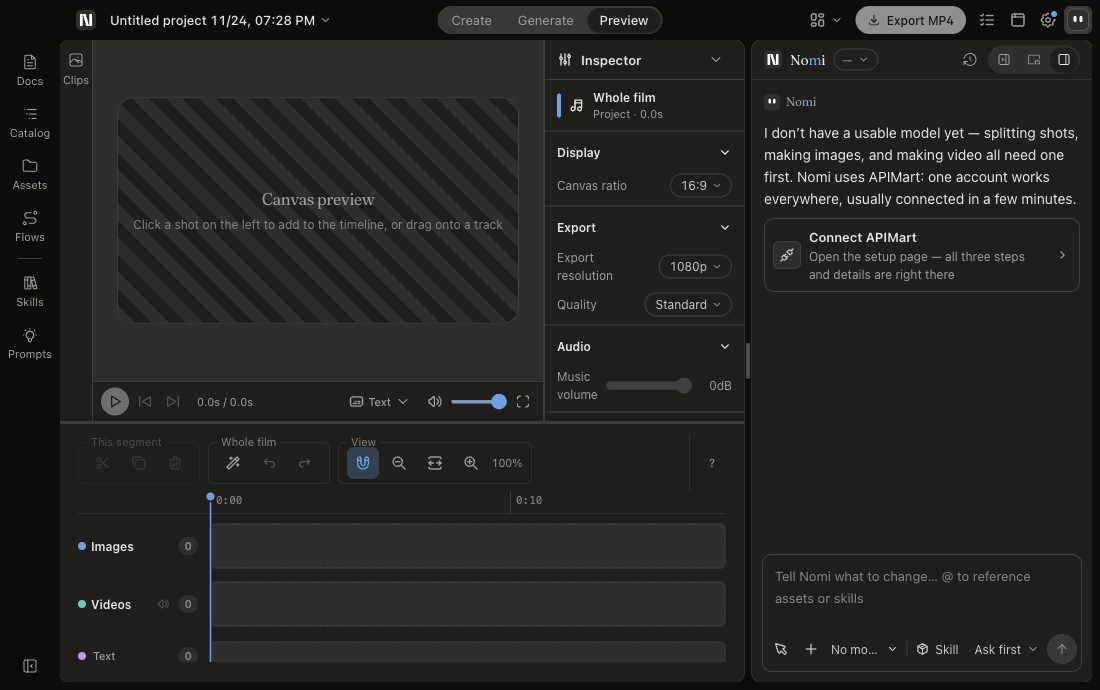 N Untitled project 11/24, 07:28 PM
Create Generate Preview
Export MP4
Docs
Catalog
Assets
Flows
Skills
Prompts
Clips
Canvas preview
Click a shot on the left to add to the timeline, or drag onto a track
0.0s / 0.0s
Text
Inspector
Whole film
Project · 0.0s
Display
Canvas ratio 16:9
Export
Export
resolution
1080p
Quality Standard
Audio
Music
volume
0dB
This segment
Whole film
View
100%
?
0:00 0:10
Images 0
Videos 0
Text 0
N Nomi —
Nomi
I don’t have a usable model yet — splitting shots,
making images, and making video all need one
first. Nomi uses APIMart: one account works
everywhere, usually connected in a few minutes.
Connect APIMart
Open the setup page — all three steps
and details are right there
Tell Nomi what to change... @ to reference
assets or skills
No mo... Skill Ask first